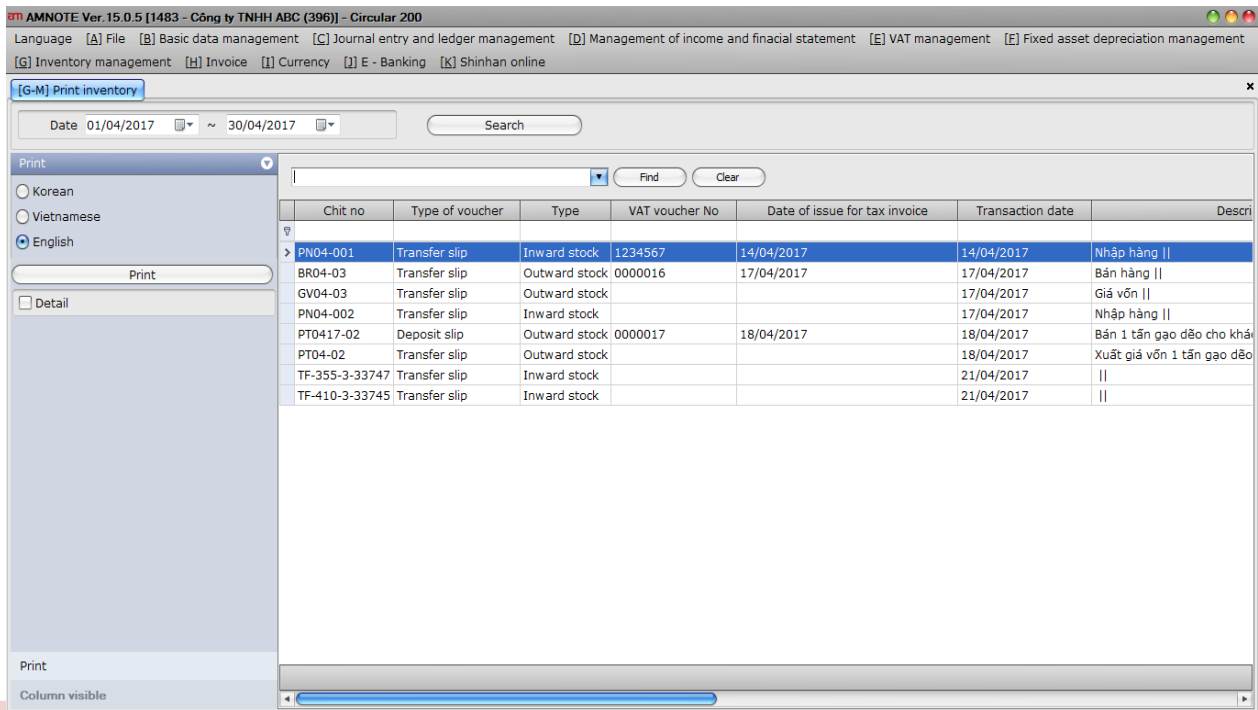 am AMNOTE Ver.15.0.5 [1483 - Công ty TNHH ABC (396)] - Circular 200
Language [A] File [B] Basic data management [C] Journal entry and ledger management [D] Management of income and finacial statement [E] VAT management [F] Fixed asset depreciation management
[G] Inventory management [H] Invoice [I] Currency [J] E - Banking [K] Shinhan online
[G-M] Print inventory
Date 01/04/2017 ~ 30/04/2017 Search
Print
Korean
Vietnamese
English
Print
Detail
Find Clear
Chit no Type of voucher Type VAT voucher No Date of issue for tax invoice Transaction date Descri
PN04-001 Transfer slip Inward stock 1234567 14/04/2017 14/04/2017 Nhập hàng ||
BR04-03 Transfer slip Outward stock 0000016 17/04/2017 17/04/2017 Bán hàng ||
GV04-03 Transfer slip Outward stock 17/04/2017 Giá vốn ||
PN04-002 Transfer slip Inward stock 17/04/2017 Nhập hàng ||
PT0417-02 Deposit slip Outward stock 0000017 18/04/2017 18/04/2017 Bán 1 tấn gạo dẽo cho khá
PT04-02 Transfer slip Outward stock 18/04/2017 Xuất giá vốn 1 tấn gạo dẽo
TF-355-3-33747 Transfer slip Inward stock 21/04/2017 ||
TF-410-3-33745 Transfer slip Inward stock 21/04/2017 ||
Print
Column visible